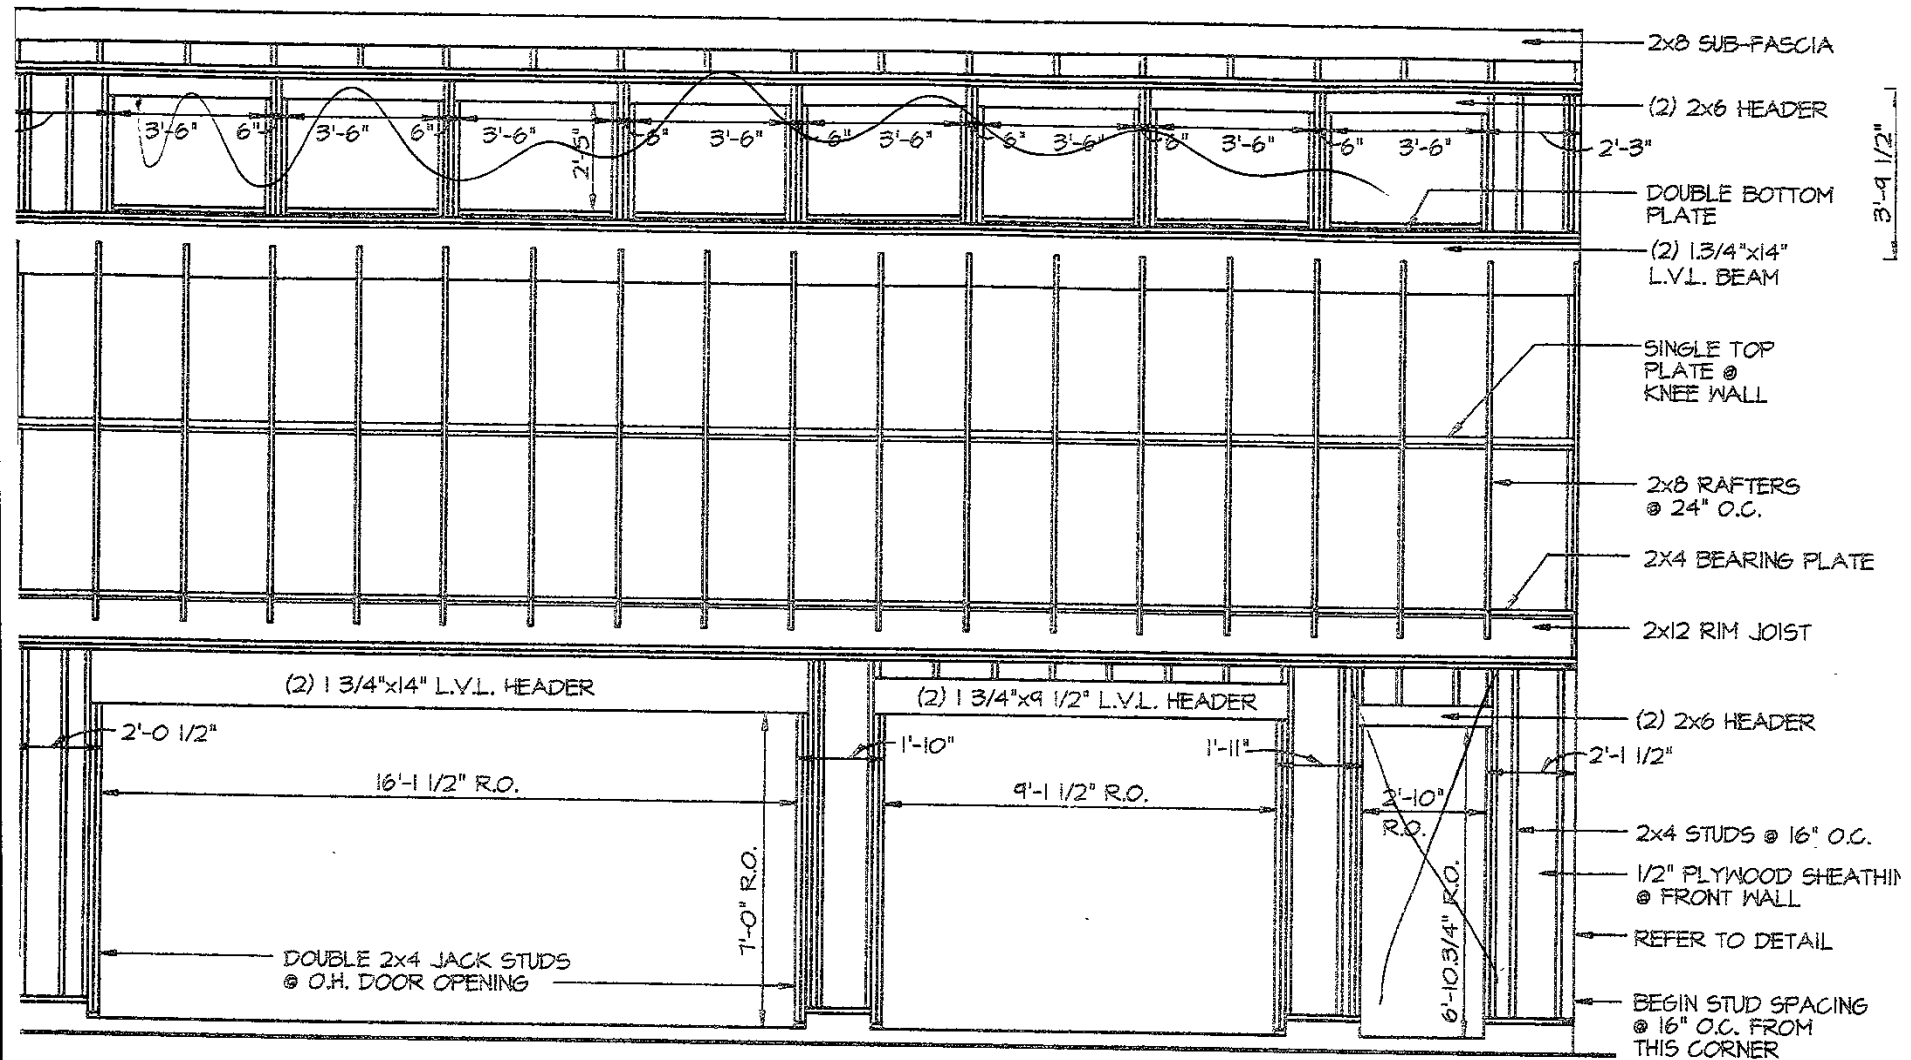 2x8 SUB-FASCIA
(2) 2x6 HEADER
3'-6" 6" 3'-6" 6" 3'-6" 6" 3'-6" 6" 3'-6" 6" 3'-6" 6" 3'-6" 6" 3'-6"
2'-3"
2'-5"
3'-9 1/2"
DOUBLE BOTTOM
PLATE
(2) 1.3/4"x14"
L.V.L. BEAM
SINGLE TOP
PLATE @
KNEE WALL
2x8 RAFTERS
@ 24" O.C.
2X4 BEARING PLATE
2x12 RIM JOIST
(2) 1 3/4"x14" L.V.L. HEADER
(2) 1 3/4"x9 1/2" L.V.L. HEADER
(2) 2x6 HEADER
2'-0 1/2"
1'-10"
1'-11"
2'-1 1/2"
16'-1 1/2" R.O.
9'-1 1/2" R.O.
2'-10"
R.O.
7'-0" R.O.
6'-10.3/4" R.O.
2x4 STUDS @ 16" O.C.
1/2" PLYWOOD SHEATHIN
@ FRONT WALL
REFER TO DETAIL
DOUBLE 2x4 JACK STUDS
@ O.H. DOOR OPENING
BEGIN STUD SPACING
@ 16" O.C. FROM
THIS CORNER